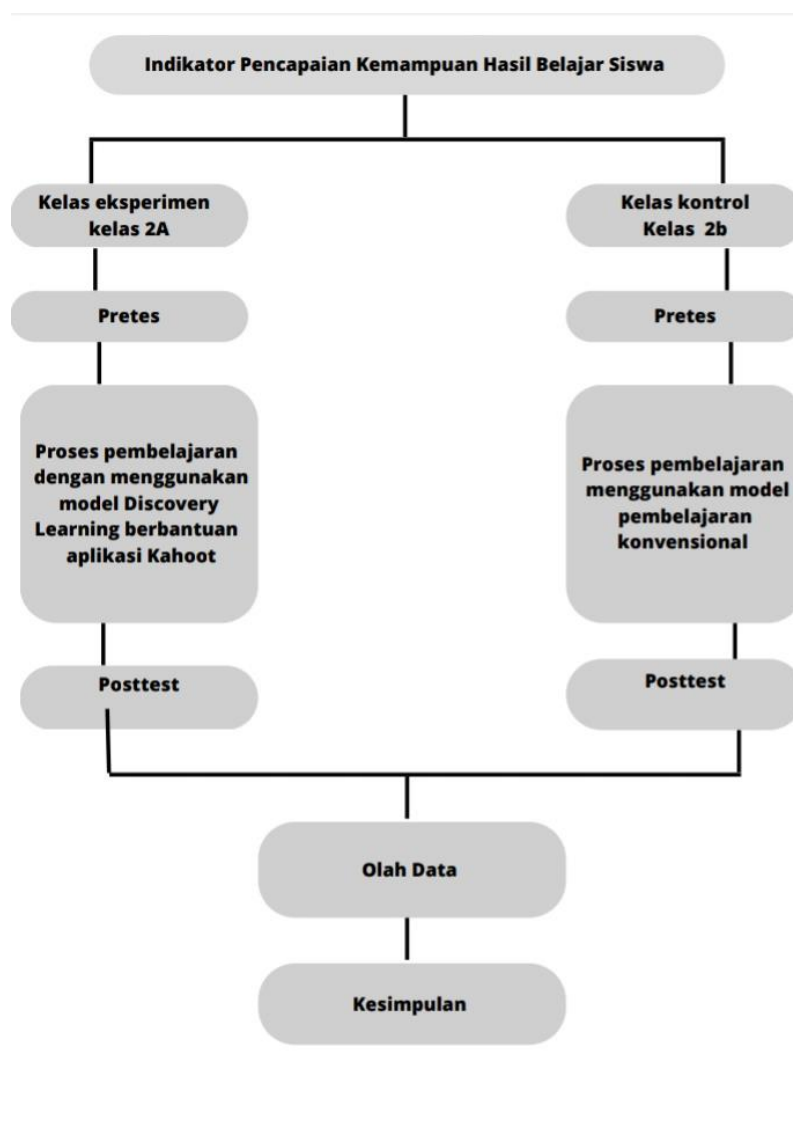 Indikator Pencapaian Kemampuan Hasil Belajar Siswa
Kelas eksperimen
kelas 2A
Kelas kontrol
Kelas 2b
Pretes
Pretes
Proses pembelajaran
dengan menggunakan
model Discovery
Learning berbantuan
aplikasi Kahoot
Proses pembelajaran
menggunakan model
pembelajaran
konvensional
Posttest
Posttest
Olah Data
Kesimpulan